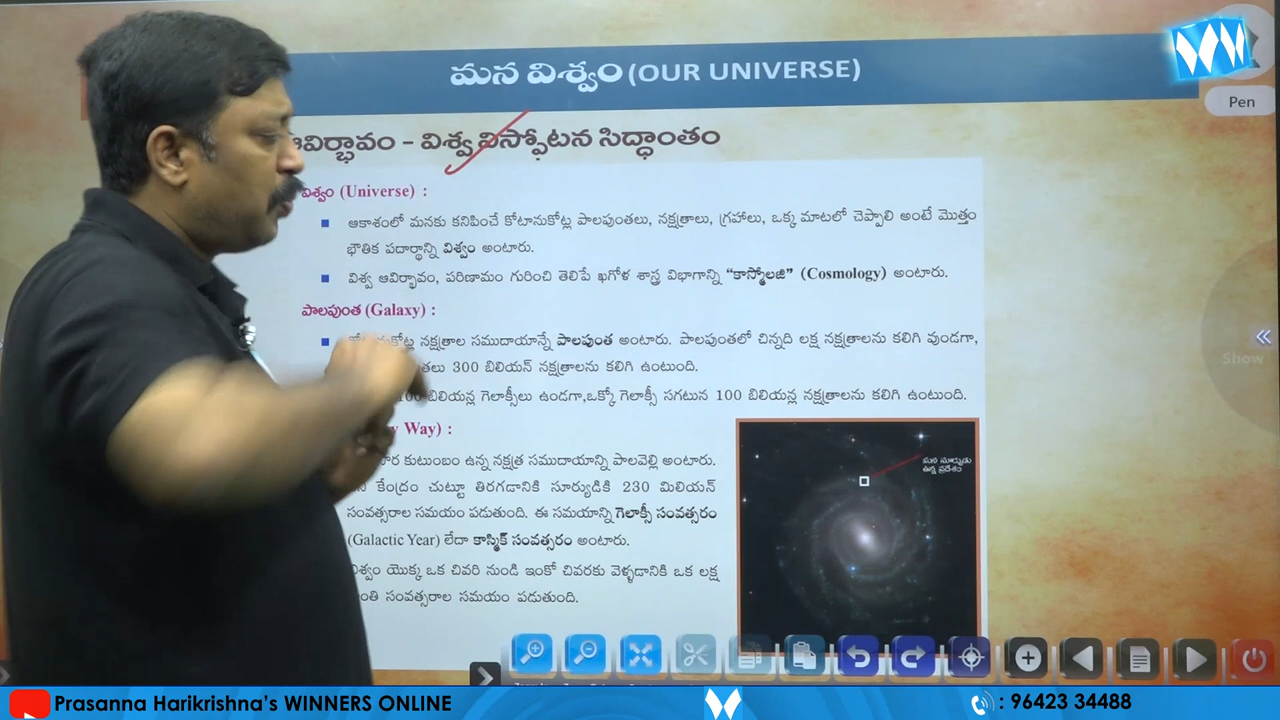 మన విశ్వం (OUR UNIVERSE)
Pen
ఆవిర్భావం - విశ్వ విస్ఫోటన సిద్ధాంతం
విశ్వం (Universe) :
ఆకాశంలో మనకు కనిపించే కోటానుకోట్ల పాలపుంతలు, నక్షత్రాలు, గ్రహాలు, ఒక్క మాటలో చెప్పాలి అంటే మొత్తం
భౌతిక పదార్థాన్ని విశ్వం అంటారు.
విశ్వ ఆవిర్భావం, పరిణామం గురించి తెలిపే ఖగోళ శాస్త్ర విభాగాన్ని "కాస్మోలజి" (Cosmology) అంటారు.
Show
పాలపుంత (Galaxy) :
నక్షత్రాల సముదాయాన్నే పాలపుంత అంటారు. పాలపుంతలో చిన్నది లక్ష నక్షత్రాలను కలిగి వుండగా,
300 బిలియన్ నక్షత్రాలను కలిగి ఉంటుంది.
100 బిలియన్ల గెలాక్సీలు ఉండగా,ఒక్కో గెలాక్సీ సగటున 100 బిలియన్ల నక్షత్రాలను కలిగి ఉంటుంది.
Way) :
కుటుంబం ఉన్న నక్షత్ర సముదాయాన్ని పాలవెల్లి అంటారు.
కేంద్రం చుట్టూ తిరగడానికి సూర్యుడికి 230 మిలియన్
సంవత్సరాల సమయం పడుతుంది. ఈ సమయాన్ని గెలాక్సీ సంవత్సరం
(Galactic Year) లేదా కాస్మిక్ సంవత్సరం అంటారు.
విశ్వం యొక్క ఒక చివరి నుండి ఇంకో చివరకు వెళ్ళడానికి ఒక లక్ష
సంవత్సరాల సమయం పడుతుంది.
మన సూర్యుడు
ఉన్న ప్రదేశం
Prasanna Harikrishna's WINNERS ONLINE
: 96423 34488